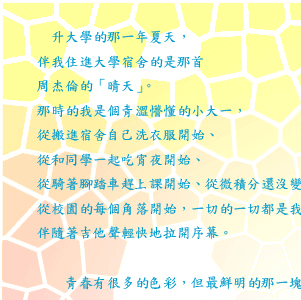 升大學的那一年夏天，
伴我住進大學宿舍的是那首
周杰倫的「晴天」。
那時的我是個青澀懵懂的小大一，
從搬進宿舍自己洗衣服開始、
從和同學一起吃宵夜開始、
從騎著腳踏車趕上課開始、從微積分還沒變
從校園的每個角落開始，一切的一切都是我
伴隨著吉他聲輕快地拉開序幕。
青春有很多的色彩，但最鮮明的那一塊